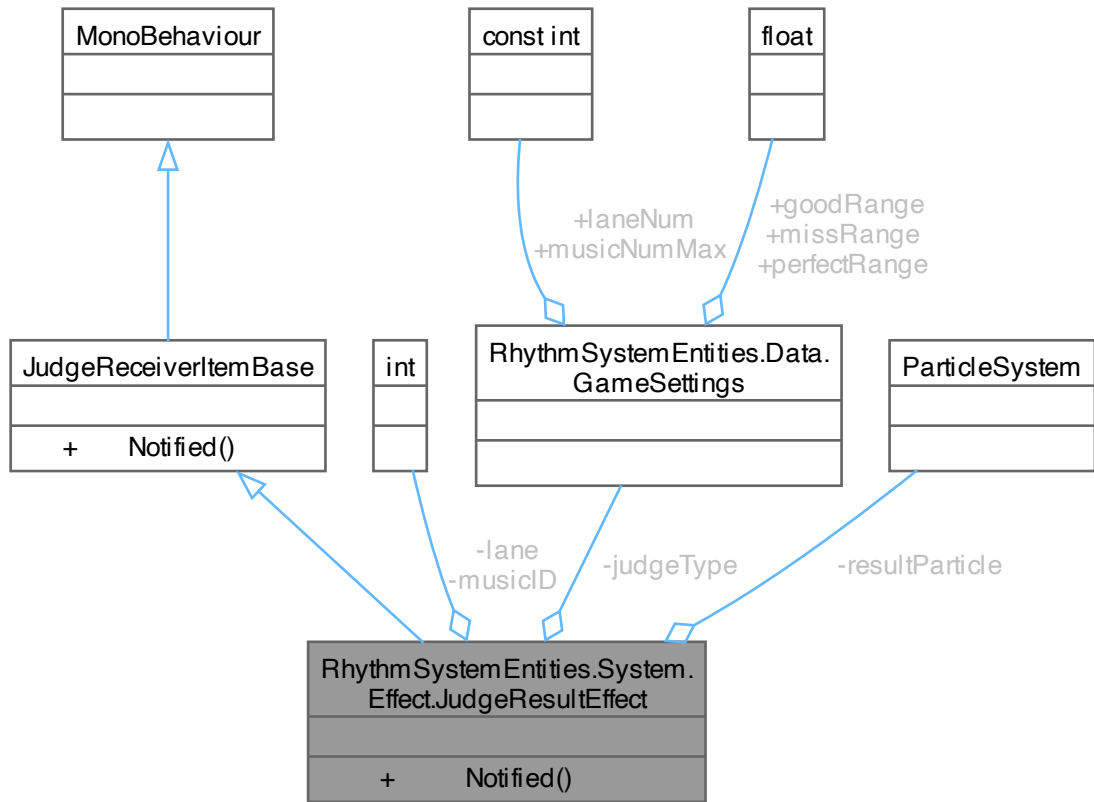 MonoBehaviour
const int
float
+laneNum
+musicNumMax
+goodRange
+missRange
+perfectRange
JudgeReceiverItemBase
+ Notified()
int
RhythmSystemEntities.Data.
GameSettings
ParticleSystem
-lane
-musicID
-judgeType
-resultParticle
RhythmSystemEntities.System.
Effect.JudgeResultEffect
+ Notified()